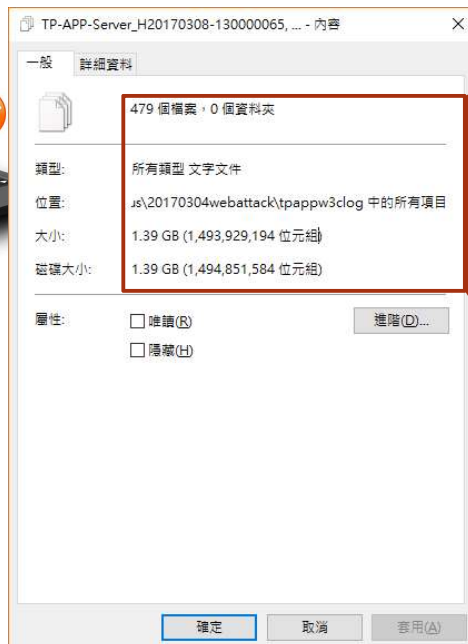 TP-APP-Server_H20170308-130000065, ... - 內容
一般
詳細資料
479 個檔案，0 個資料夾
類型: 所有類型 文字文件
位置: us\20170304webattack\tpappw3clog 中的所有項目
大小: 1.39 GB (1,493,929,194 位元組)
磁碟大小: 1.39 GB (1,494,851,584 位元組)
屬性: 唯讀(R) 進階(D)...
隱藏(H)
確定 取消 套用(A)